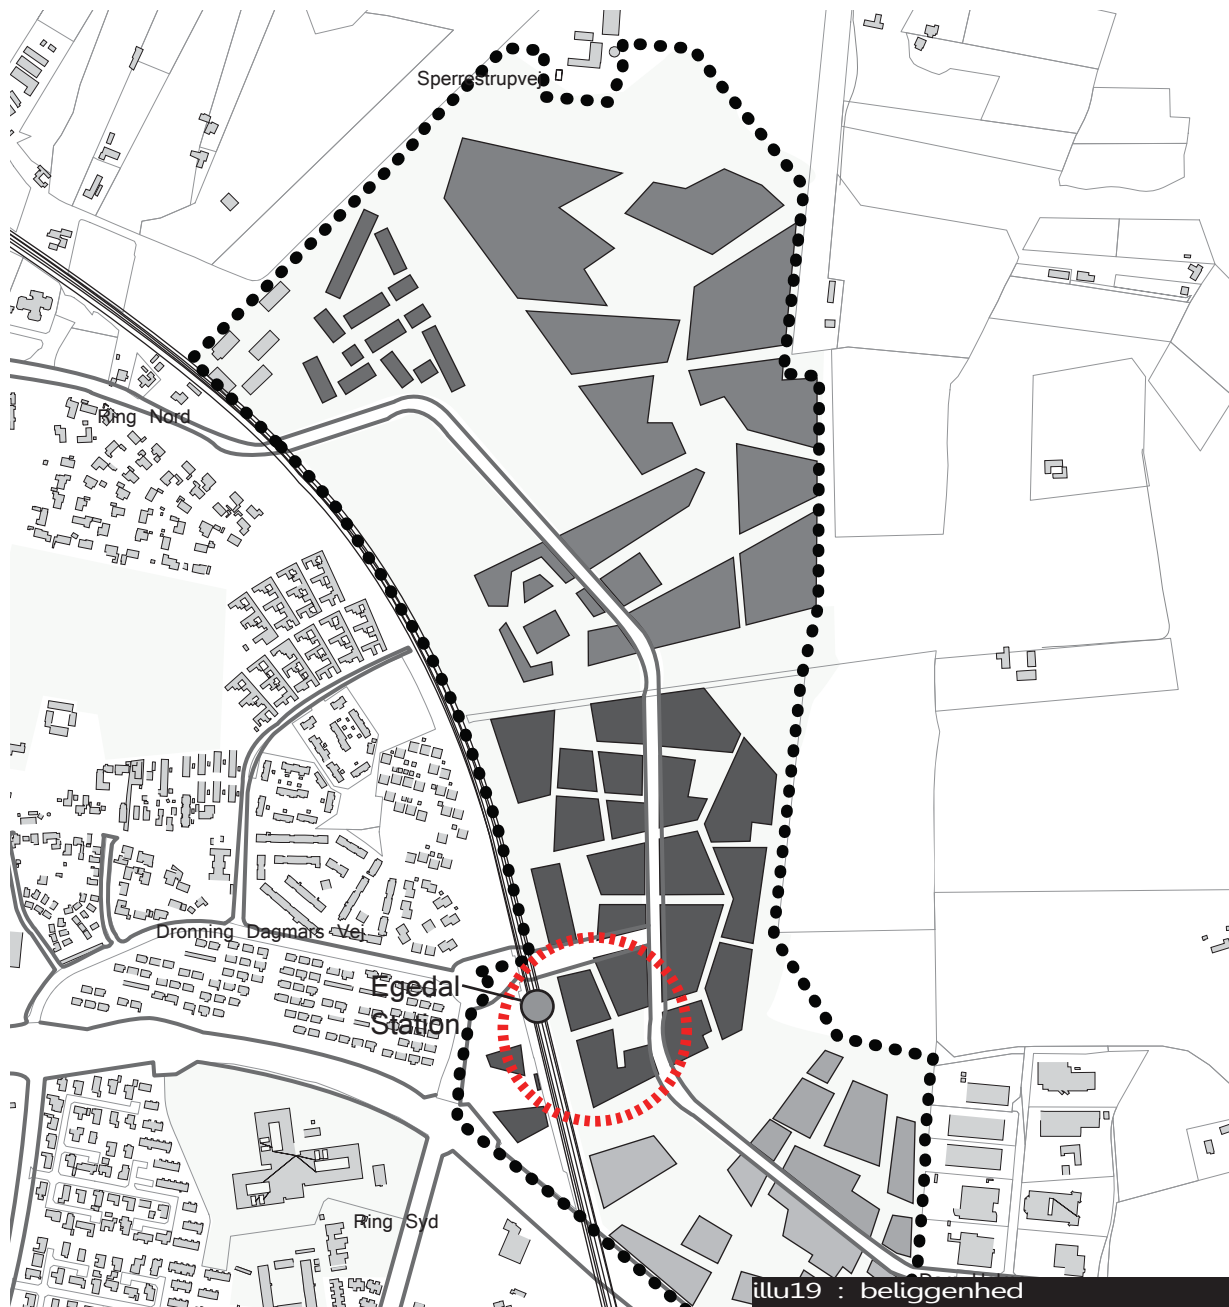 Sperrestrupvej
Ring Nord
Dronning Dagmars Vej
Egedal
Station
Ring Syd
illu19 : beliggenhed